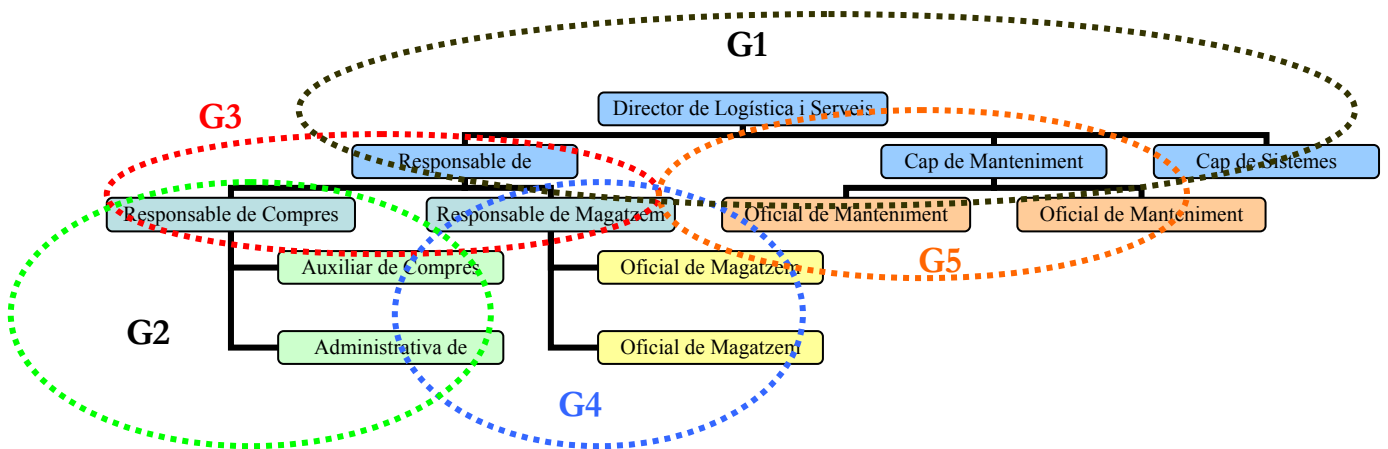 G1
Director de Logística i Serveis
G3
Responsable de
Cap de Manteniment
Cap de Sistemes
Responsable de Compres
Responsable de Magatzem
Oficial de Manteniment
Oficial de Manteniment
Auxiliar de Compres
Oficial de Magatzem
G5
G2
Administrativa de
Oficial de Magatzem
G4